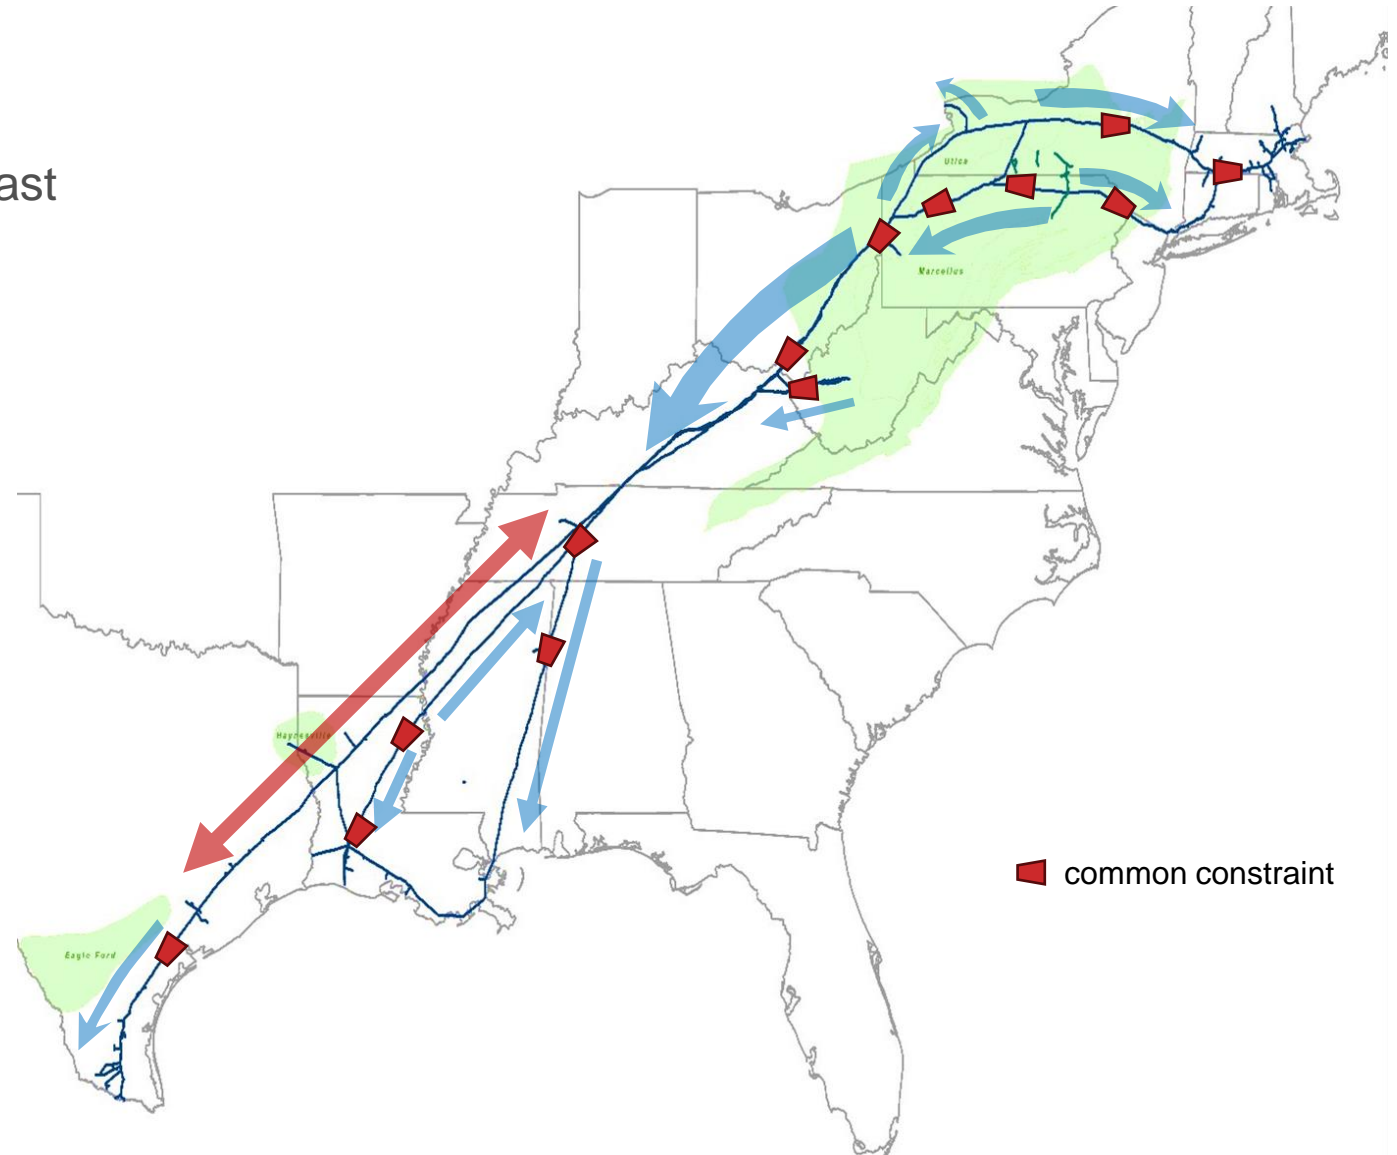 ast
Utica
Marcellus
Haynesville
common constraint
Eagle Ford